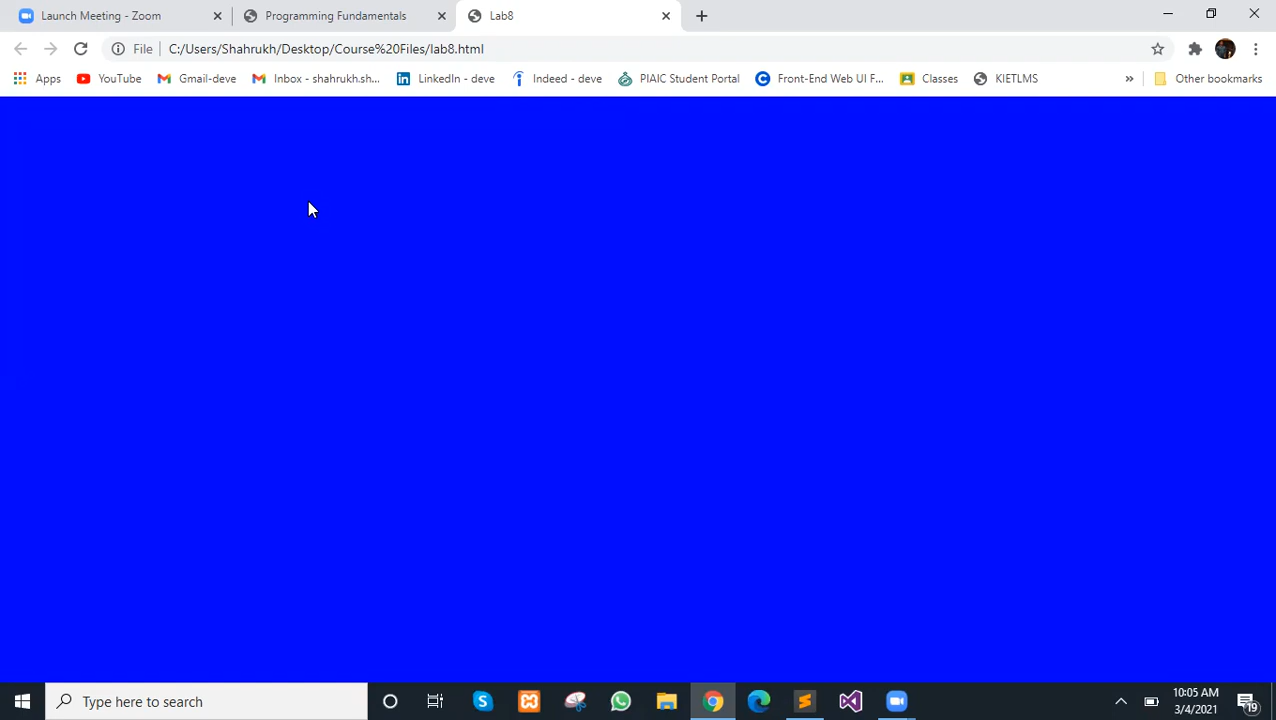 Launch Meeting - Zoom
Programming Fundamentals
Lab8
File
C:/Users/Shahrukh/Desktop/Course%20Files/lab8.html
Apps
YouTube
Gmail-deve
Inbox - shahrukh.sh...
LinkedIn - deve
Indeed - deve
PIAIC Student Portal
Front-End Web UI F...
Classes
KIETLMS
»
Other bookmarks
Type here to search
10:05 AM
3/4/2021
19